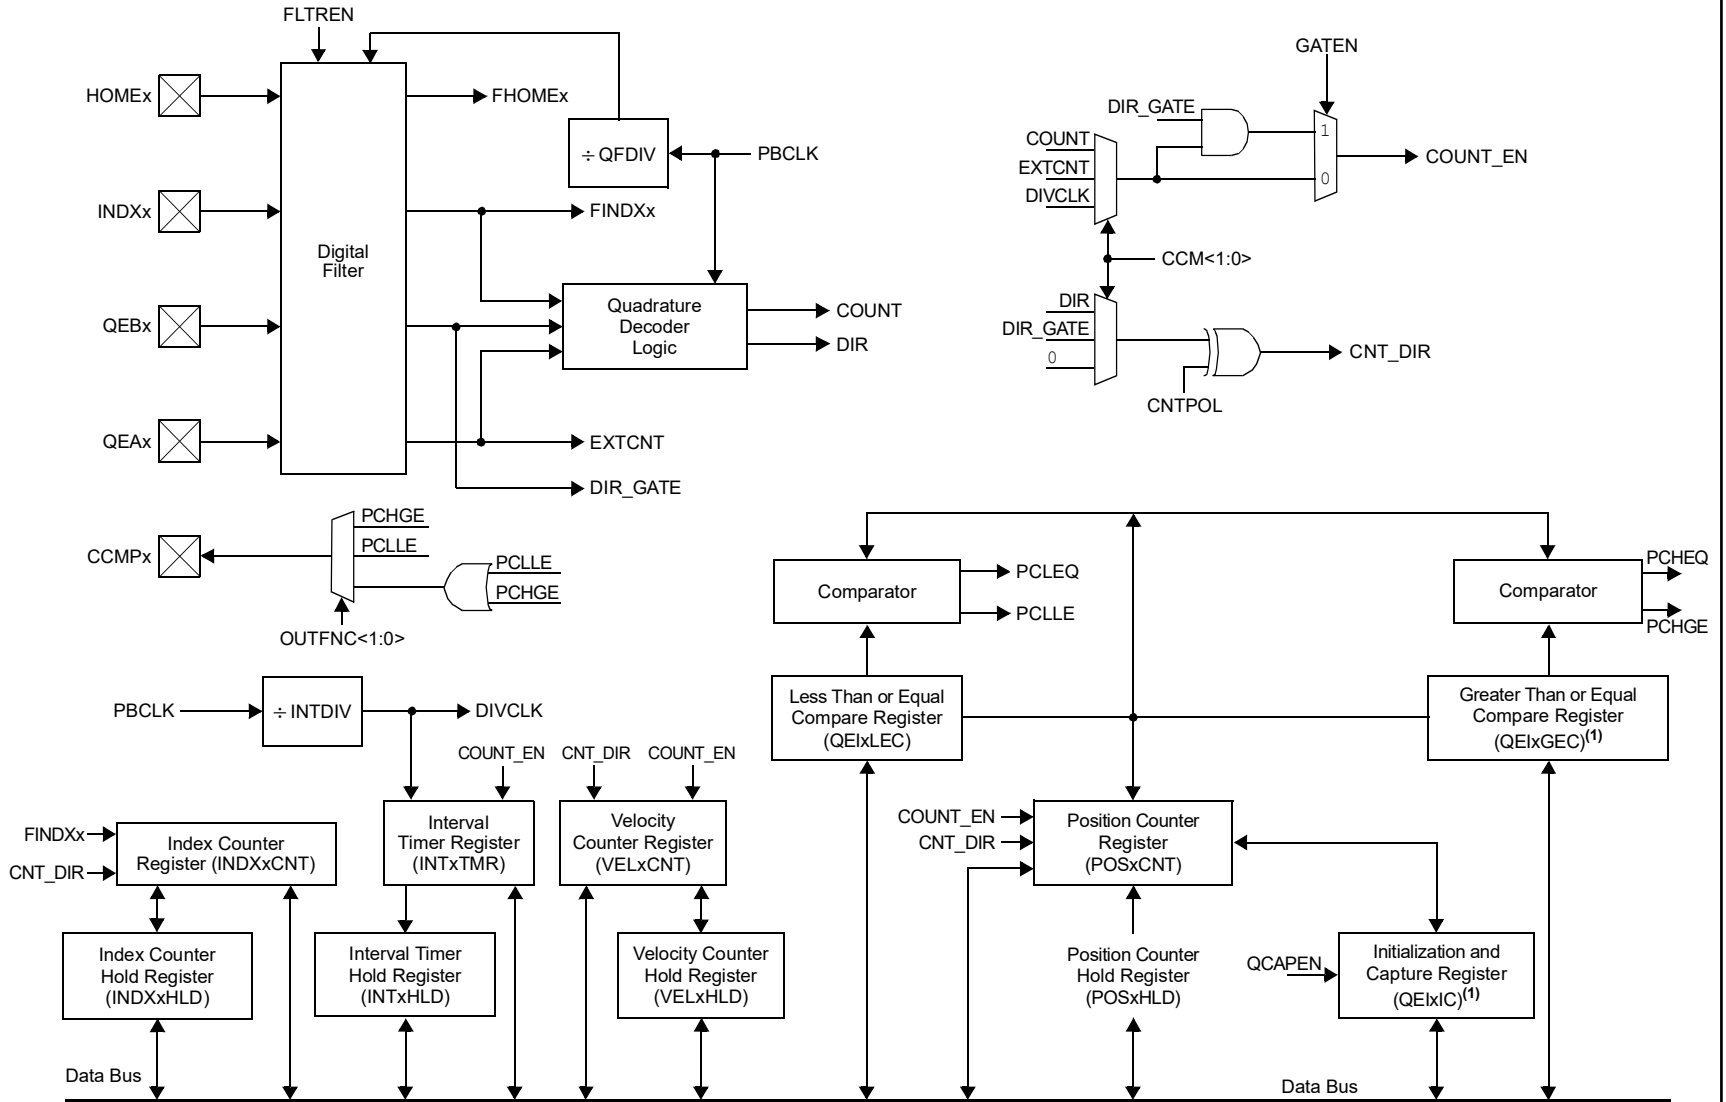 FLTREN
HOMEx
FHOMEx
÷ QFDIV
PBCLK
INDXx
FINDXx
Digital
Filter
QEBx
Quadrature
Decoder
Logic
COUNT
DIR
QEAx
EXTCNT
DIR_GATE
GATEN
DIR_GATE
COUNT
EXTCNT
DIVCLK
1
0
COUNT_EN
CCM<1:0>
DIR
DIR_GATE
0
CNT_DIR
CNTPOL
CCMPx
PCHGE
PCLLE
PCLLE
PCHGE
OUTFNC<1:0>
Comparator
PCLEQ
PCLLE
Comparator
PCHEQ
PCHGE
Less Than or Equal
Compare Register
(QEIxLEC)
Greater Than or Equal
Compare Register
(QEIxGEC)(1)
PBCLK
÷ INTDIV
DIVCLK
COUNT_EN
CNT_DIR
COUNT_EN
FINDXx
CNT_DIR
Index Counter
Register (INDXxCNT)
Interval
Timer Register
(INTxTMR)
Velocity
Counter Register
(VELxCNT)
COUNT_EN
CNT_DIR
Position Counter
Register
(POSxCNT)
Index Counter
Hold Register
(INDXxHLD)
Interval Timer
Hold Register
(INTxHLD)
Velocity Counter
Hold Register
(VELxHLD)
Position Counter
Hold Register
(POSxHLD)
QCAPEN
Initialization and
Capture Register
(QEIxIC)(1)
Data Bus
Data Bus